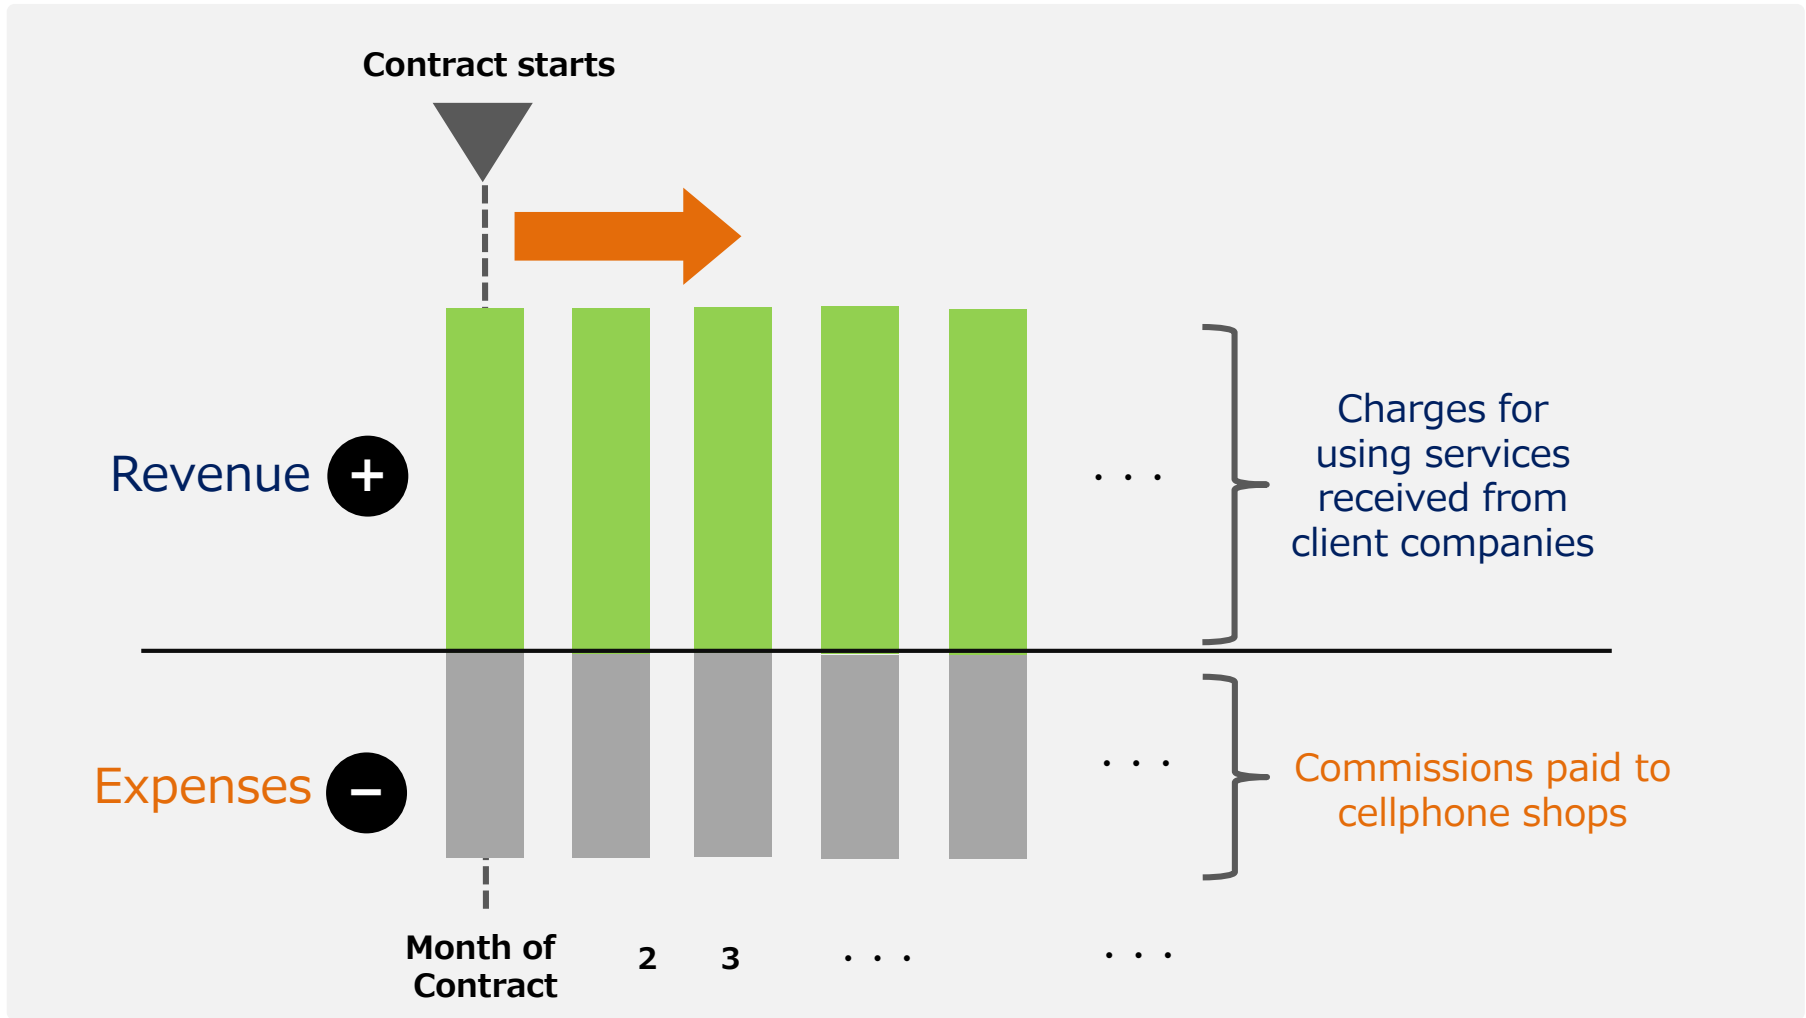 Contract starts
Revenue +
. . .
Charges for
using services
received from
client companies
Expenses −
. . .
Commissions paid to
cellphone shops
Month of
Contract
2
3
. . .
. . .